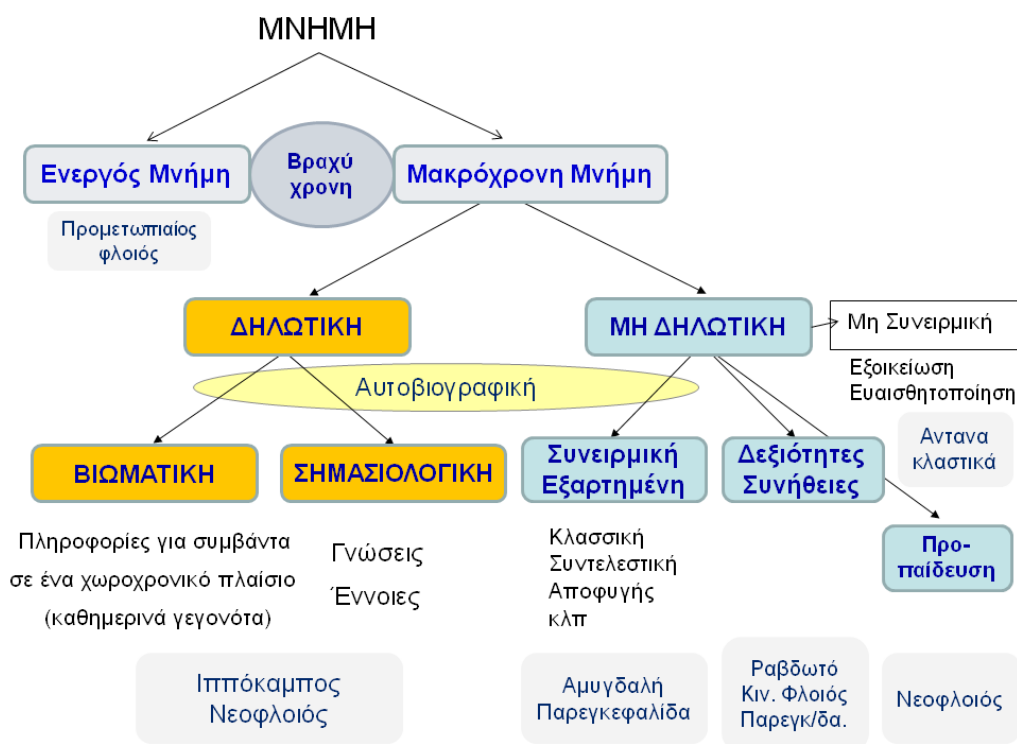 ΜΝΗΜΗ
Ενεργός Μνήμη
Βραχύ
χρονη
Μακρόχρονη Μνήμη
Προμετωπιαίος
φλοιός
ΔΗΛΩΤΙΚΗ
ΜΗ ΔΗΛΩΤΙΚΗ
Μη Συνειρμική
Εξοικείωση
Ευαισθητοποίηση
Αυτοβιογραφική
Αντανα
κλαστικά
ΒΙΩΜΑΤΙΚΗ
ΣΗΜΑΣΙΟΛΟΓΙΚΗ
Συνειρμική
Εξαρτημένη
Δεξιότητες
Συνήθειες
Προ-
παίδευση
Πληροφορίες για συμβάντα
σε ένα χωροχρονικό πλαίσιο
(καθημερινά γεγονότα)
Γνώσεις
Έννοιες
Κλασσική
Συντελεστική
Αποφυγής
κλπ
Ιππόκαμπος
Νεοφλοιός
Αμυγδαλή
Παρεγκεφαλίδα
Ραβδωτό
Κιν. Φλοιός
Παρεγκ/δα.
Νεοφλοιός